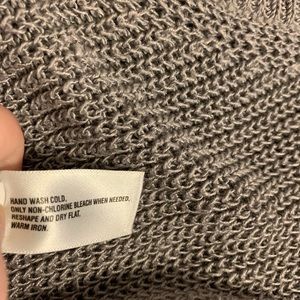 HAND WASH COLD,
ONLY NON-CHLORINE BLEACH WHEN NEEDED,
RESHAPE AND DRY FLAT.
WARM IRON.